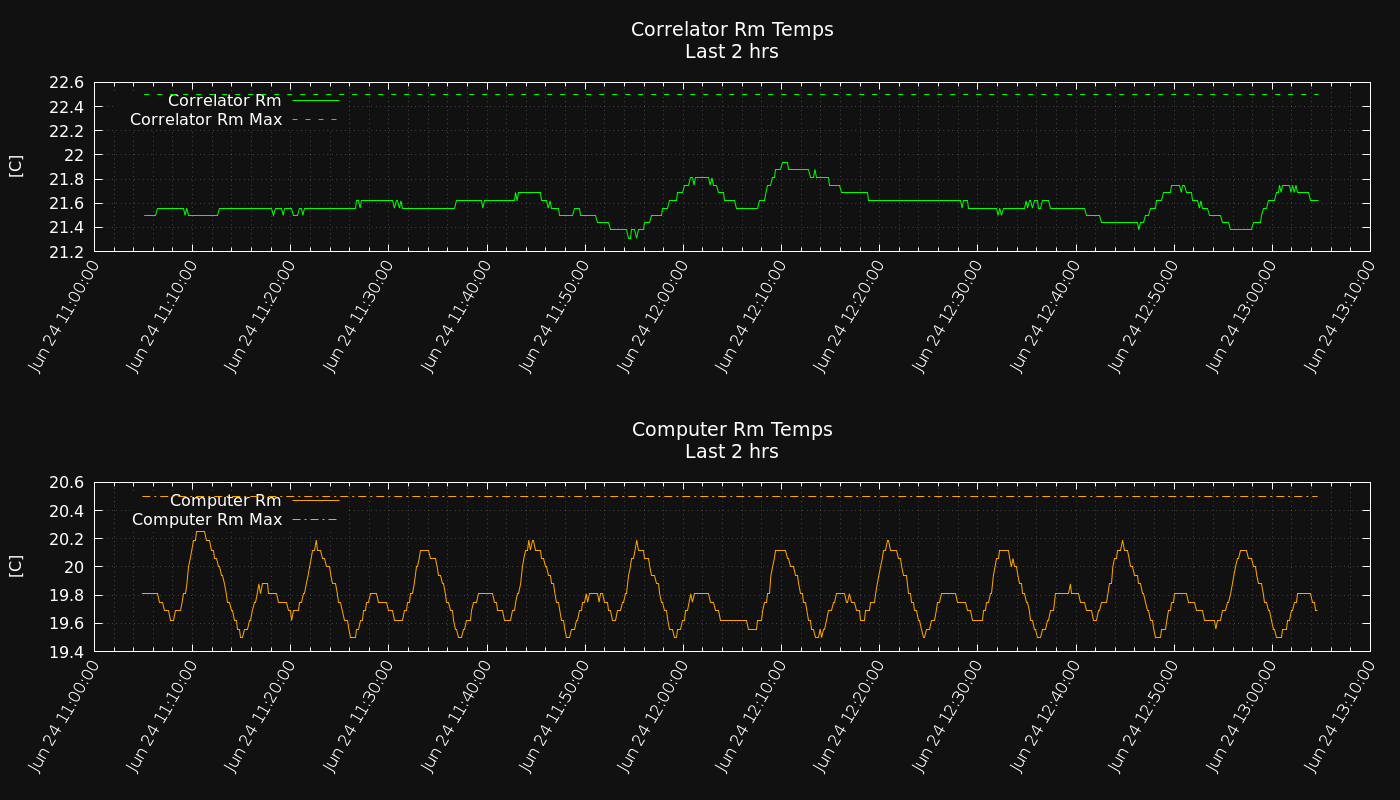 Correlator Rm Temps
Last 2 hrs
22.6
22.4
22.2
22
21.8
21.6
21.4
21.2
[C]
Correlator Rm
Correlator Rm Max
Jun 24 11:00:00
Jun 24 11:10:00
Jun 24 11:20:00
Jun 24 11:30:00
Jun 24 11:40:00
Jun 24 11:50:00
Jun 24 12:00:00
Jun 24 12:10:00
Jun 24 12:20:00
Jun 24 12:30:00
Jun 24 12:40:00
Jun 24 12:50:00
Jun 24 13:00:00
Jun 24 13:10:00
Computer Rm Temps
Last 2 hrs
20.6
20.4
20.2
20
19.8
19.6
19.4
[C]
Computer Rm
Computer Rm Max
Jun 24 11:00:00
Jun 24 11:10:00
Jun 24 11:20:00
Jun 24 11:30:00
Jun 24 11:40:00
Jun 24 11:50:00
Jun 24 12:00:00
Jun 24 12:10:00
Jun 24 12:20:00
Jun 24 12:30:00
Jun 24 12:40:00
Jun 24 12:50:00
Jun 24 13:00:00
Jun 24 13:10:00